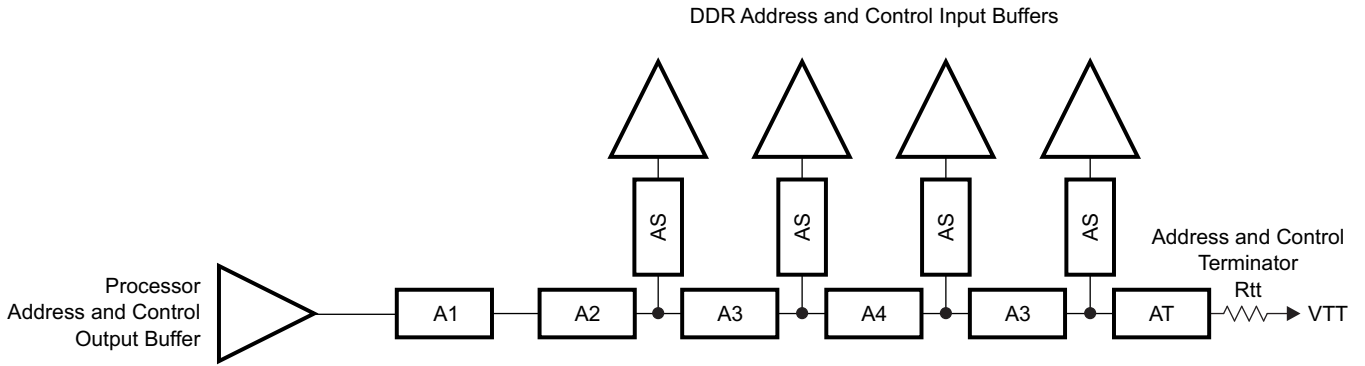 DDR Address and Control Input Buffers
AS
AS
AS
AS
Address and Control
Terminator
Rtt
Processor
Address and Control
Output Buffer
A1
A2
A3
A4
A3
AT
VTT